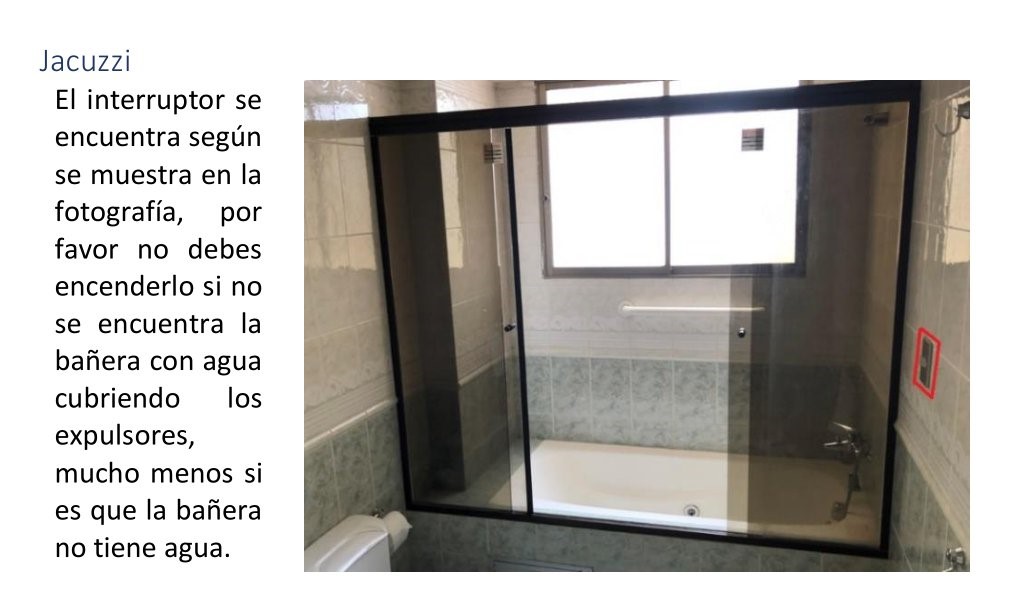 Jacuzzi
El interruptor se
encuentra según
se muestra en la
fotografía, por
favor no debes
encenderlo si no
se encuentra la
bañera con agua
cubriendo los
expulsores,
mucho menos si
es que la bañera
no tiene agua.